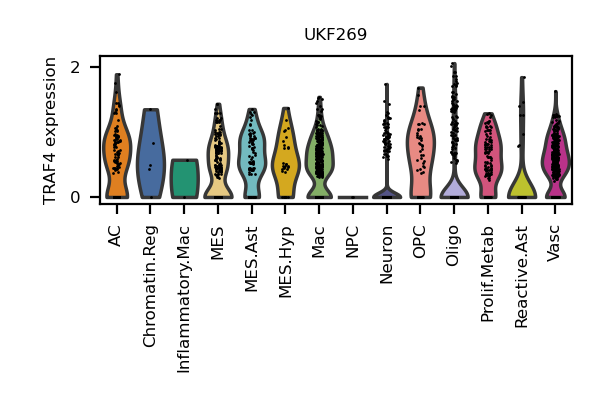 UKF269
TRAF4 expression
2
0
AC
Chromatin.Reg
Inflammatory.Mac
MES
MES.Ast
MES.Hyp
Mac
NPC
Neuron
OPC
Oligo
Prolif.Metab
Reactive.Ast
Vasc